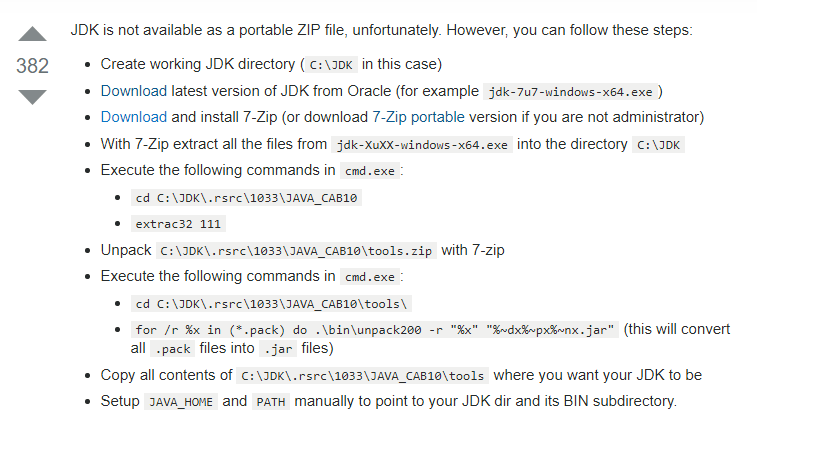 JDK is not available as a portable ZIP file, unfortunately. However, you can follow these steps:
382
• Create working JDK directory ( C:\JDK in this case)
• Download latest version of JDK from Oracle (for example jdk-7u7-windows-x64.exe )
• Download and install 7-Zip (or download 7-Zip portable version if you are not administrator)
• With 7-Zip extract all the files from jdk-XuXX-windows-x64.exe into the directory C:\JDK
• Execute the following commands in cmd.exe :
• cd C:\JDK\.rsrc\1033\JAVA_CAB10
• extrac32 111
• Unpack C:\JDK\.rsrc\1033\JAVA_CAB10\tools.zip with 7-zip
• Execute the following commands in cmd.exe :
• cd C:\JDK\.rsrc\1033\JAVA_CAB10\tools\
• for /r %x in (*.pack) do .\bin\unpack200 -r "%x" "%~dx%~px%~nx.jar" (this will convert
all .pack files into .jar files)
• Copy all contents of C:\JDK\.rsrc\1033\JAVA_CAB10\tools where you want your JDK to be
• Setup JAVA_HOME and PATH manually to point to your JDK dir and its BIN subdirectory.